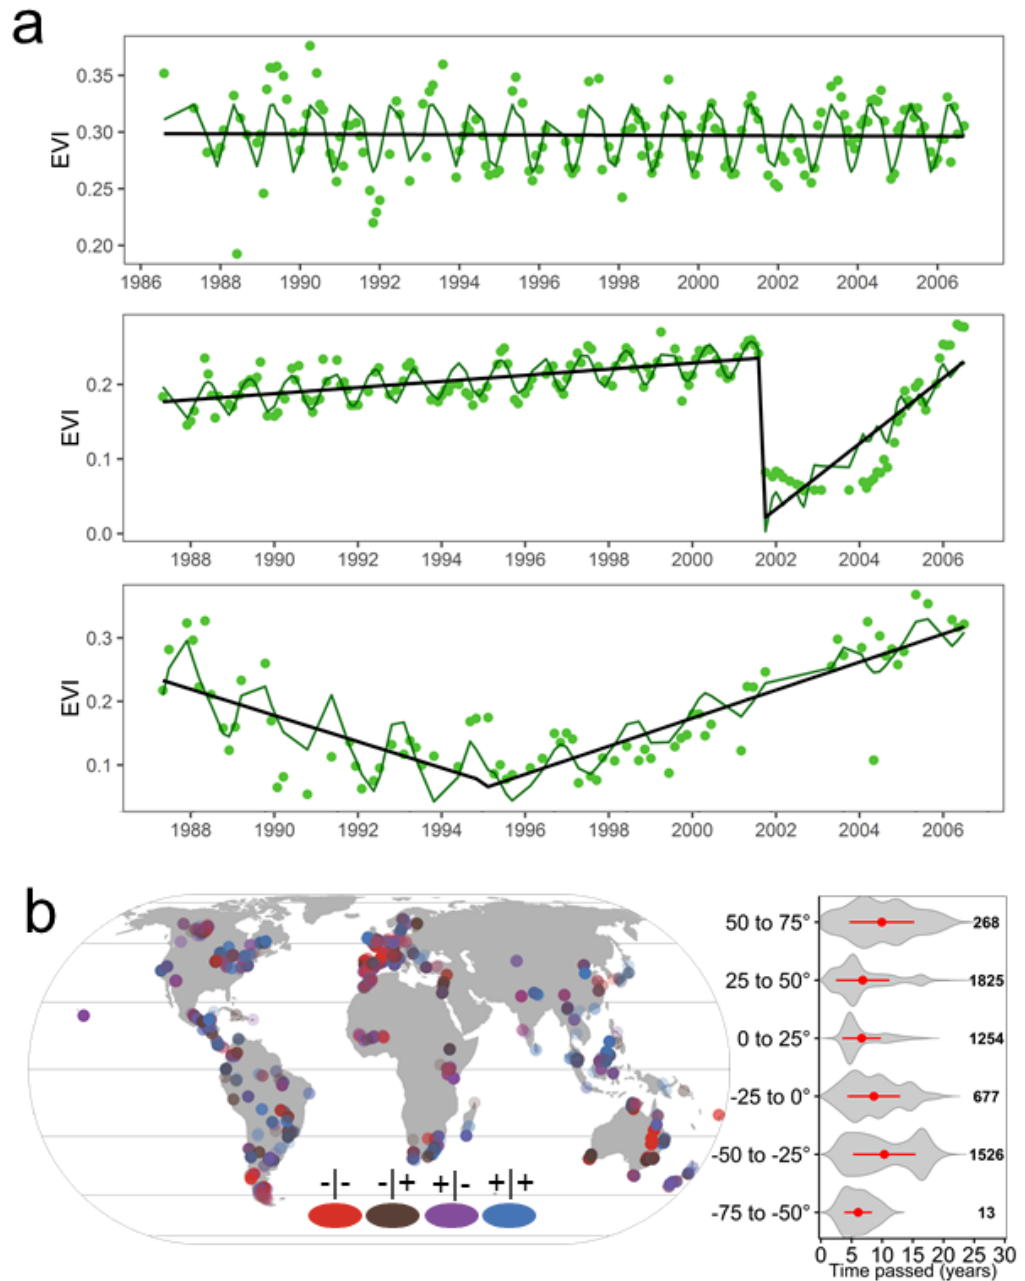 a
EVI
0.35
0.30
0.25
0.20
1986 1988 1990 1992 1994 1996 1998 2000 2002 2004 2006
EVI
0.2
0.1
0.0
1988 1990 1992 1994 1996 1998 2000 2002 2004 2006
EVI
0.3
0.2
0.1
1988 1990 1992 1994 1996 1998 2000 2002 2004 2006
b
-|- -|+ +|- +|+
50 to 75° 268
25 to 50° 1825
0 to 25° 1254
-25 to 0° 677
-50 to -25° 1526
-75 to -50° 13
0 5 10 15 20 25 30
Time passed (years)